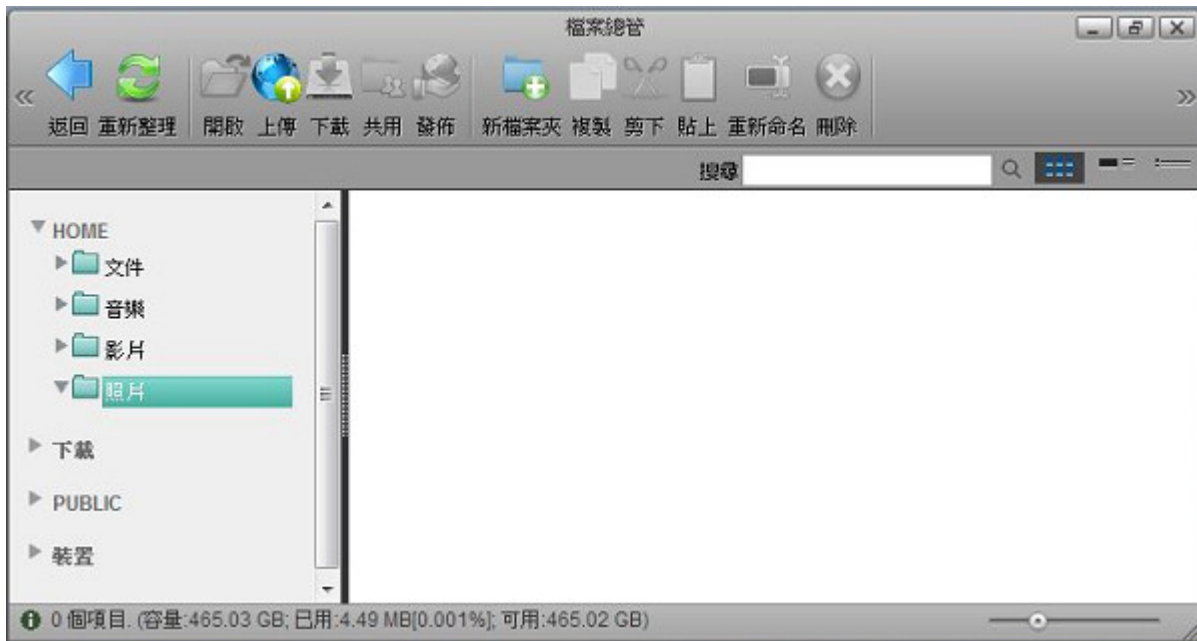 檔案總管
返回 重新整理 開啟 上傳 下載 共用 發佈 新檔案夾 複製 剪下 貼上 重新命名 刪除
搜尋
HOME
文件
音樂
影片
照片
下載
PUBLIC
裝置
0 個項目. (容量:465.03 GB; 已用:4.49 MB[0.001%]; 可用:465.02 GB)